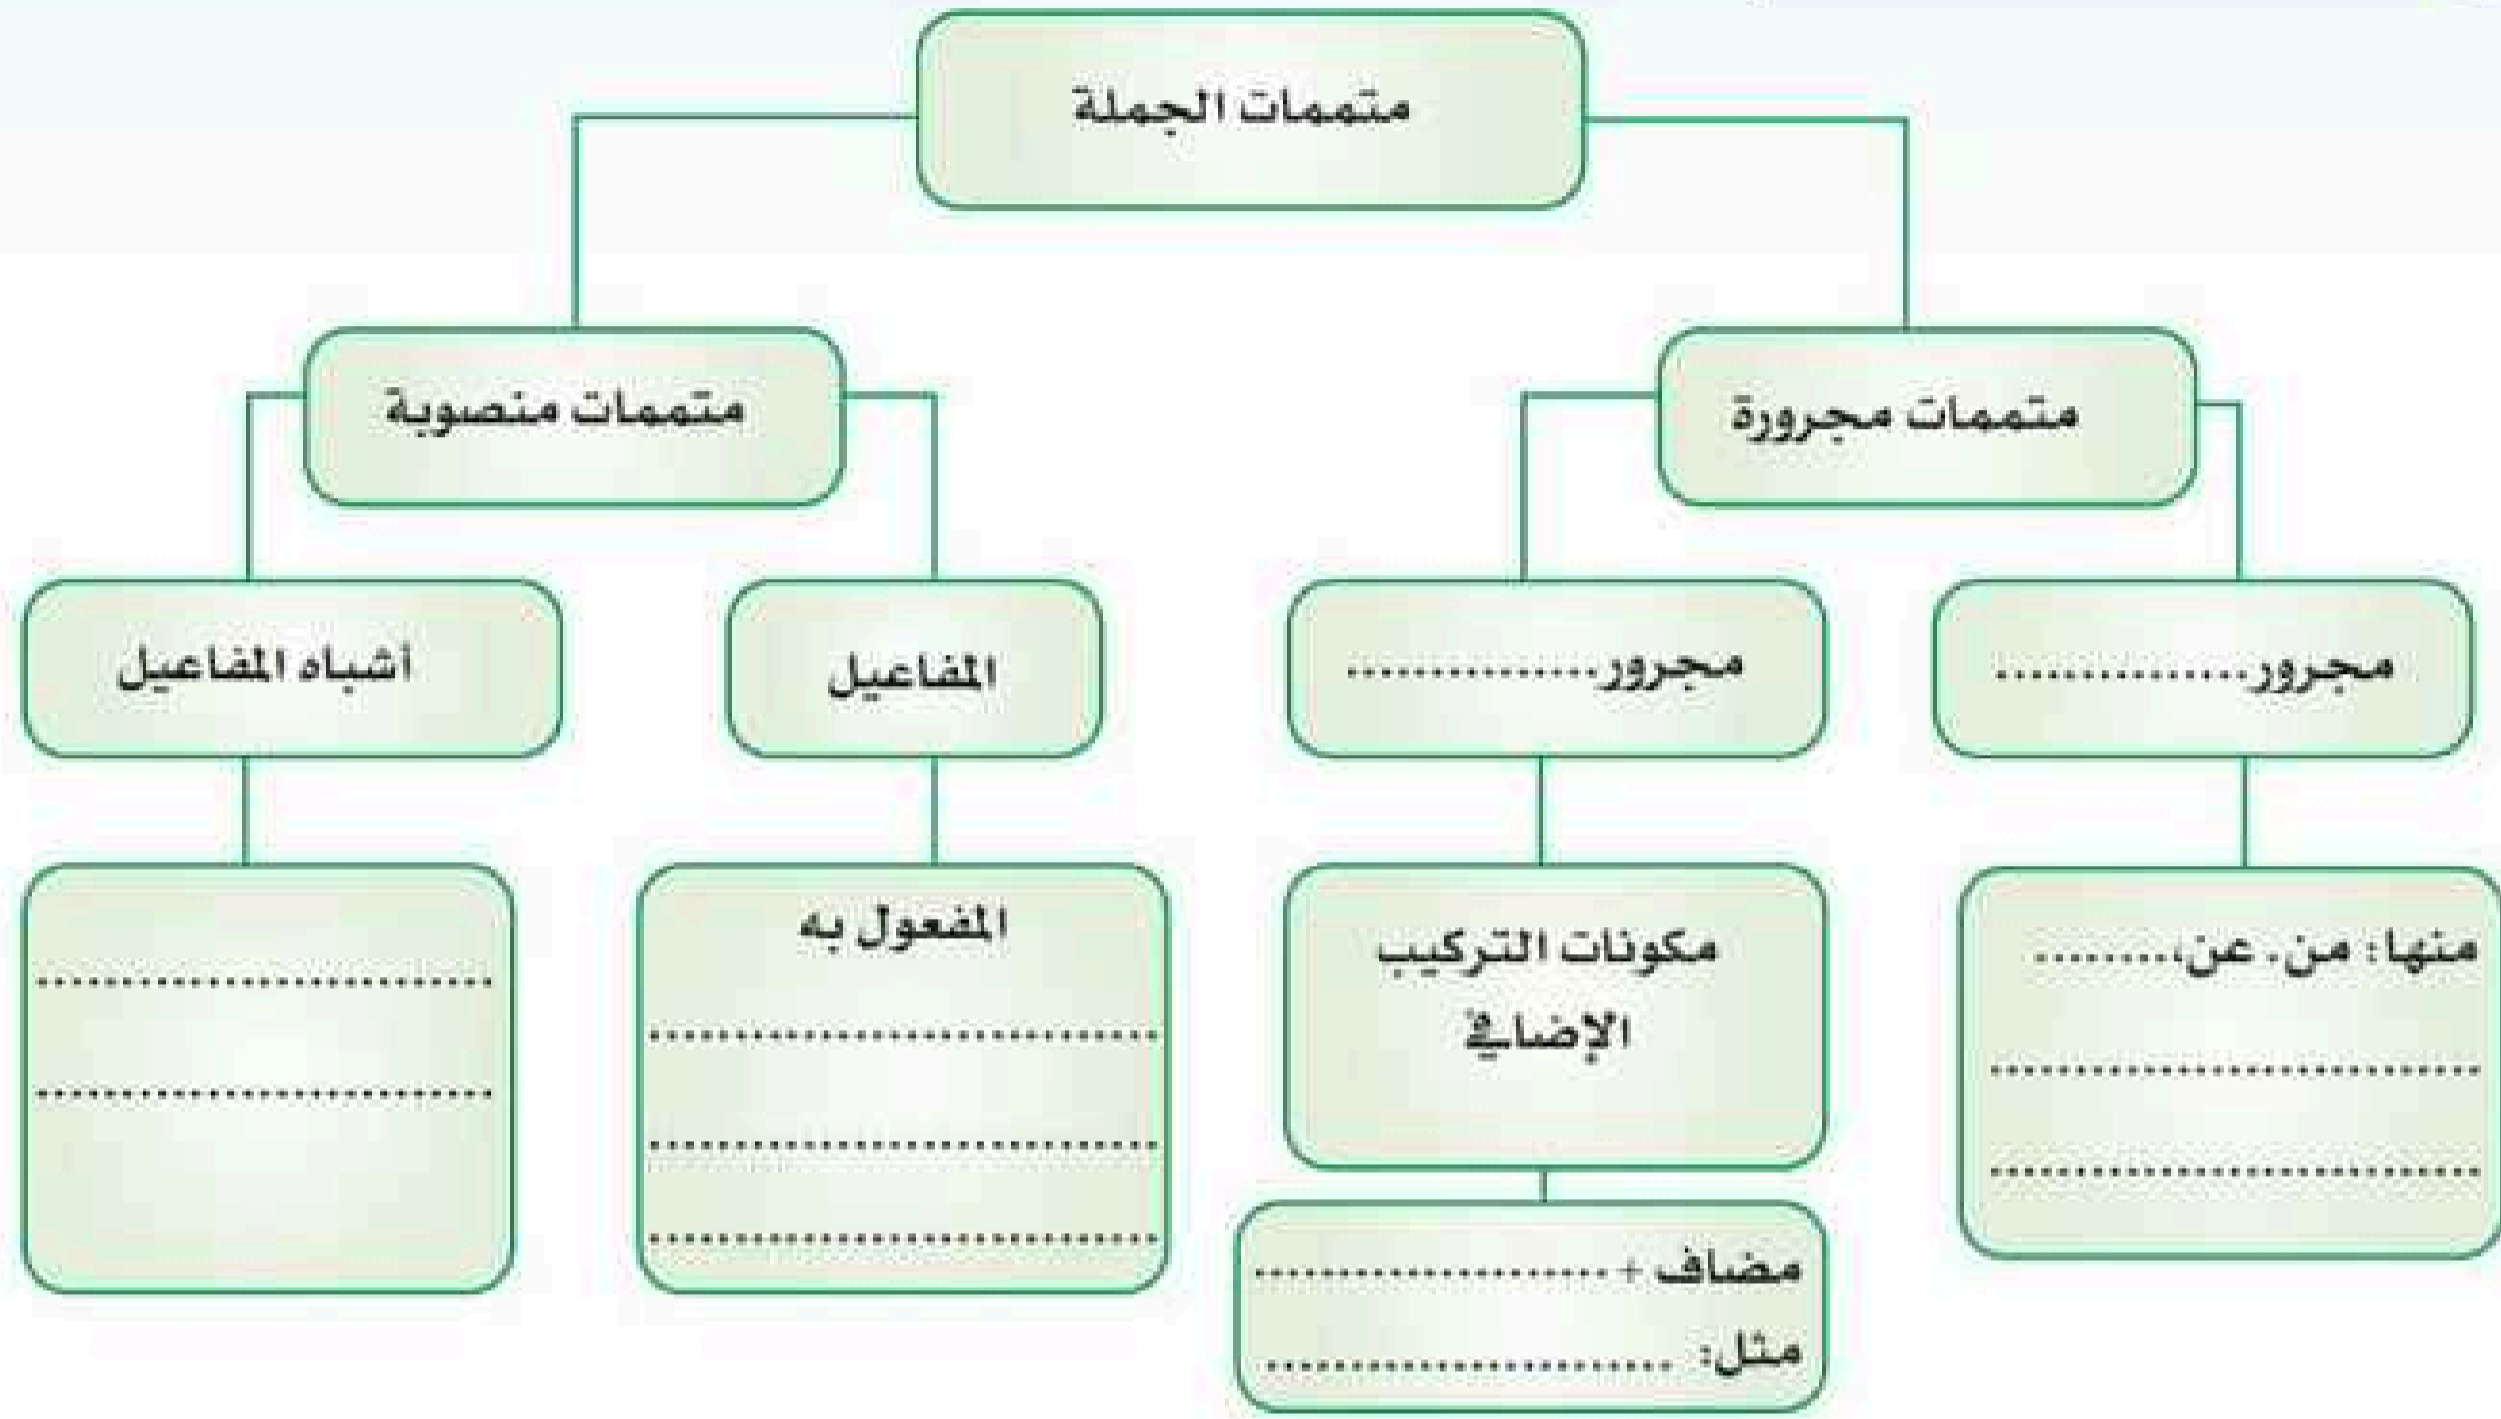 متممات الجملة
متممات مجرورة
متممات منصوبة
مجرور...............
مجرور...............
المفاعيل
أشباه المفاعيل
منها: من، عن، ........
..............................
..............................
مكونات التركيب
الإضافي
مضاف + .....................
مثل: .........................
المفعول به
..............................
..............................
..............................
..............................
..............................